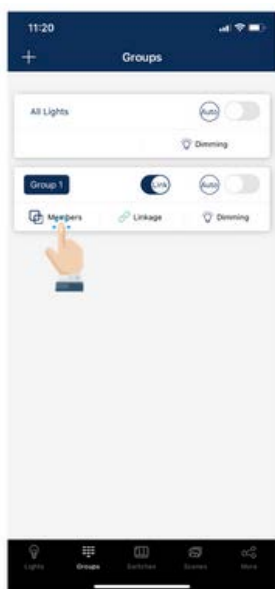 11:20
Groups
All Lights Auto
Dimming
Group 1 Link Auto
Members Linkage Dimming
Lights Groups Switches Scenes More